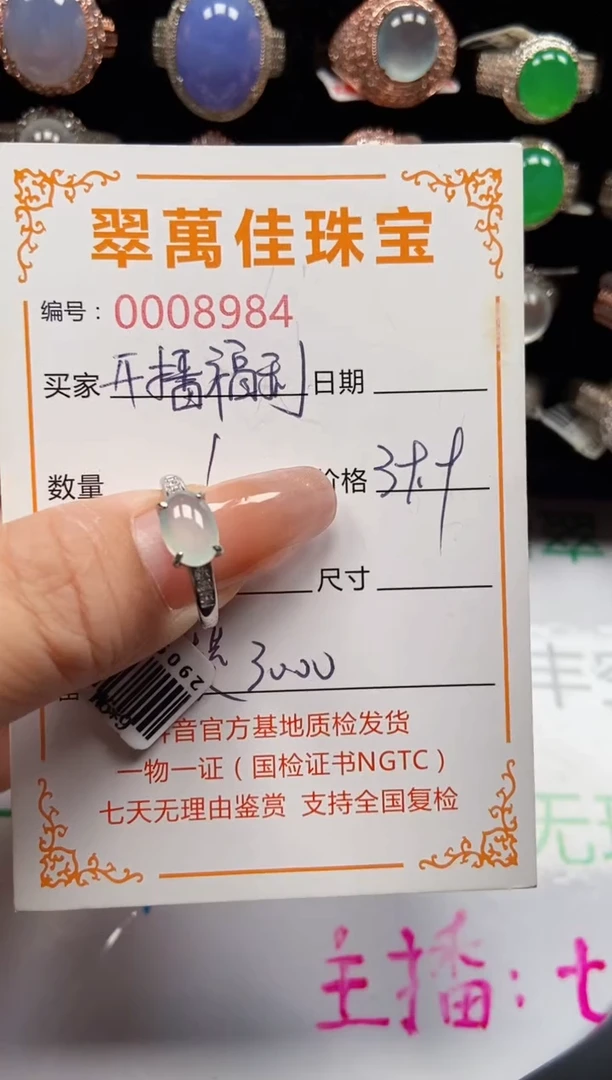 翠萬佳珠宝
编号：0008984
买家 开播福利 日期
数量 1 价格
尺寸
3000
抖音官方基地质检发货
一物一证（国检证书NGTC）
七天无理由鉴赏 支持全国复检
主播：七